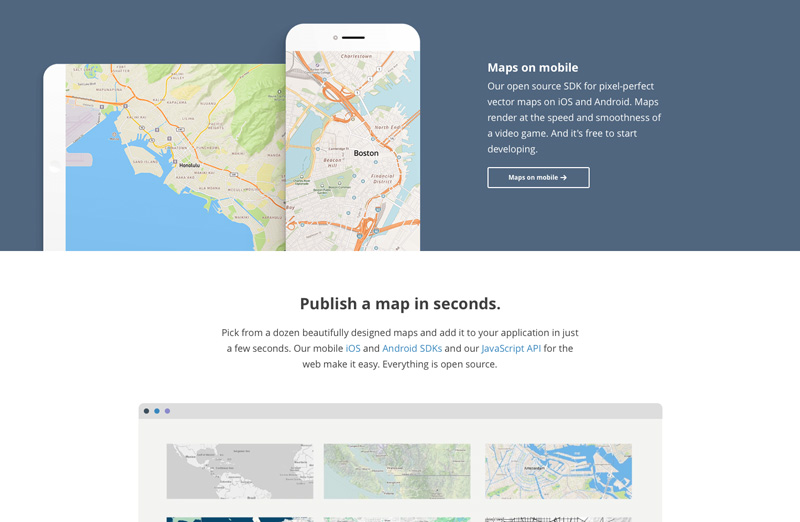 Maps on mobile
Our open source SDK for pixel-perfect
vector maps on iOS and Android. Maps
render at the speed and smoothness of
a video game. And it's free to start
developing.
Maps on mobile →
Charlestown
North End
Boston
Beacon
Hill
Financial
District
Honolulu
Publish a map in seconds.
Pick from a dozen beautifully designed maps and add it to your application in just
a few seconds. Our mobile iOS and Android SDKs and our JavaScript API for the
web make it easy. Everything is open source.
Amsterdam